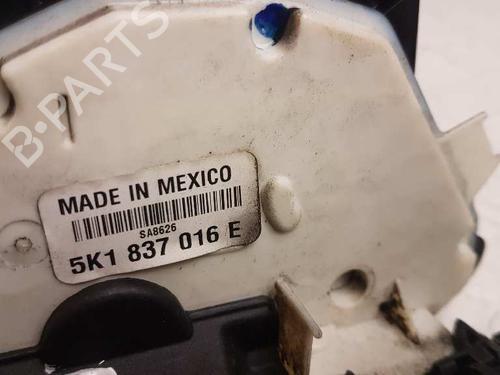 B-PARTS
MADE IN MEXICO
SA8626
5K1 837 016 E